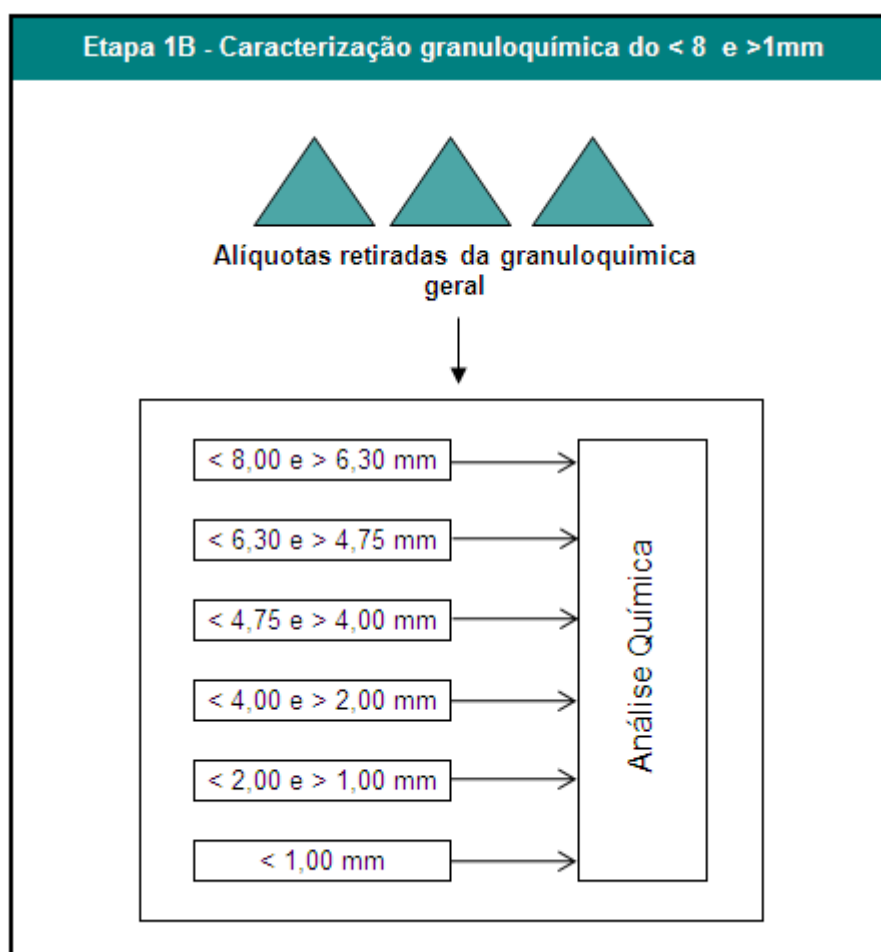 Etapa 1B - Caracterização granuloquímica do < 8 e >1mm
Alíquotas retiradas da granuloquimica
geral
< 8,00 e > 6,30 mm
< 6,30 e > 4,75 mm
< 4,75 e > 4,00 mm
< 4,00 e > 2,00 mm
< 2,00 e > 1,00 mm
< 1,00 mm
Análise Química